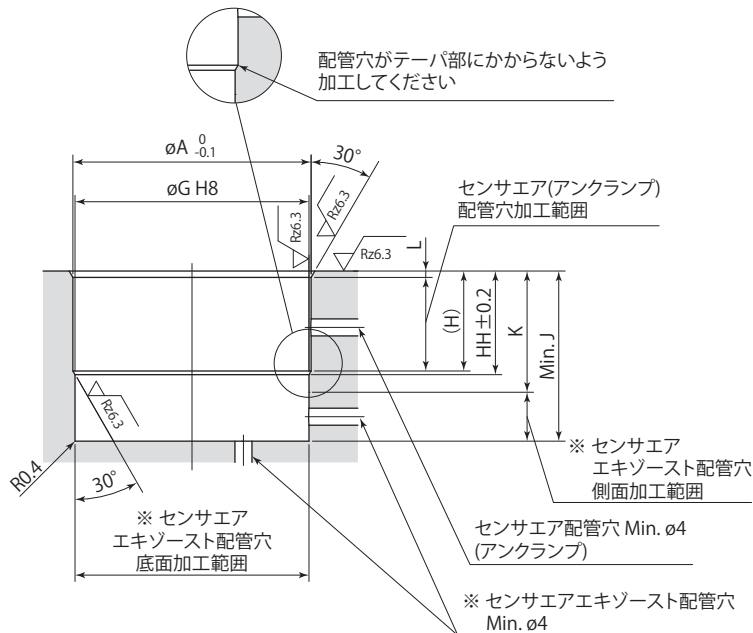 配管穴がテーパ部にかからないよう
加工してください
øA 0 -0.1
30°
øG H8
Rz6.3
Rz6.3
Rz6.3
センサエア(アンクランプ)
配管穴加工範囲
L
(H)
HH±0.2
K
Min. J
Rz6.3
R0.4
30°
※ センサエア
エキゾースト配管穴
側面加工範囲
※ センサエア
エキゾースト配管穴
底面加工範囲
センサエア配管穴 Min. ø4
(アンクランプ)
※ センサエアエキゾースト配管穴
Min. ø4